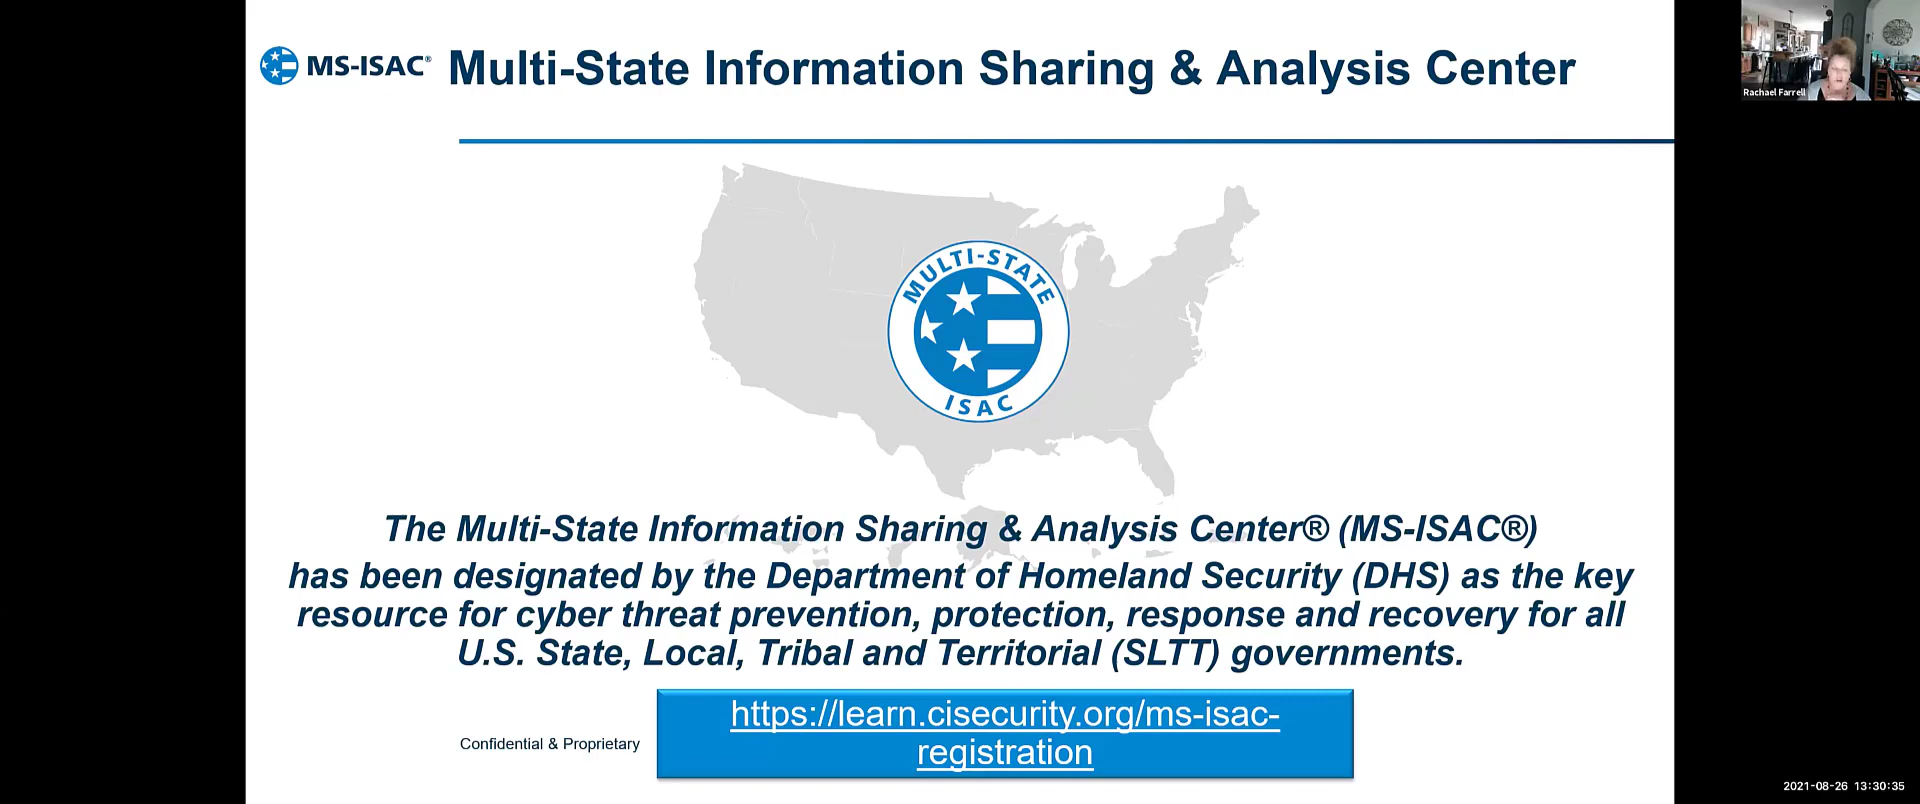 MS-ISAC® Multi-State Information Sharing & Analysis Center
Rachael Farrell
MULTI-STATE
ISAC
The Multi-State Information Sharing & Analysis Center® (MS-ISAC®)
has been designated by the Department of Homeland Security (DHS) as the key
resource for cyber threat prevention, protection, response and recovery for all
U.S. State, Local, Tribal and Territorial (SLTT) governments.
https://learn.cisecurity.org/ms-isac-
registration
Confidential & Proprietary
2021-08-26 13:30:35